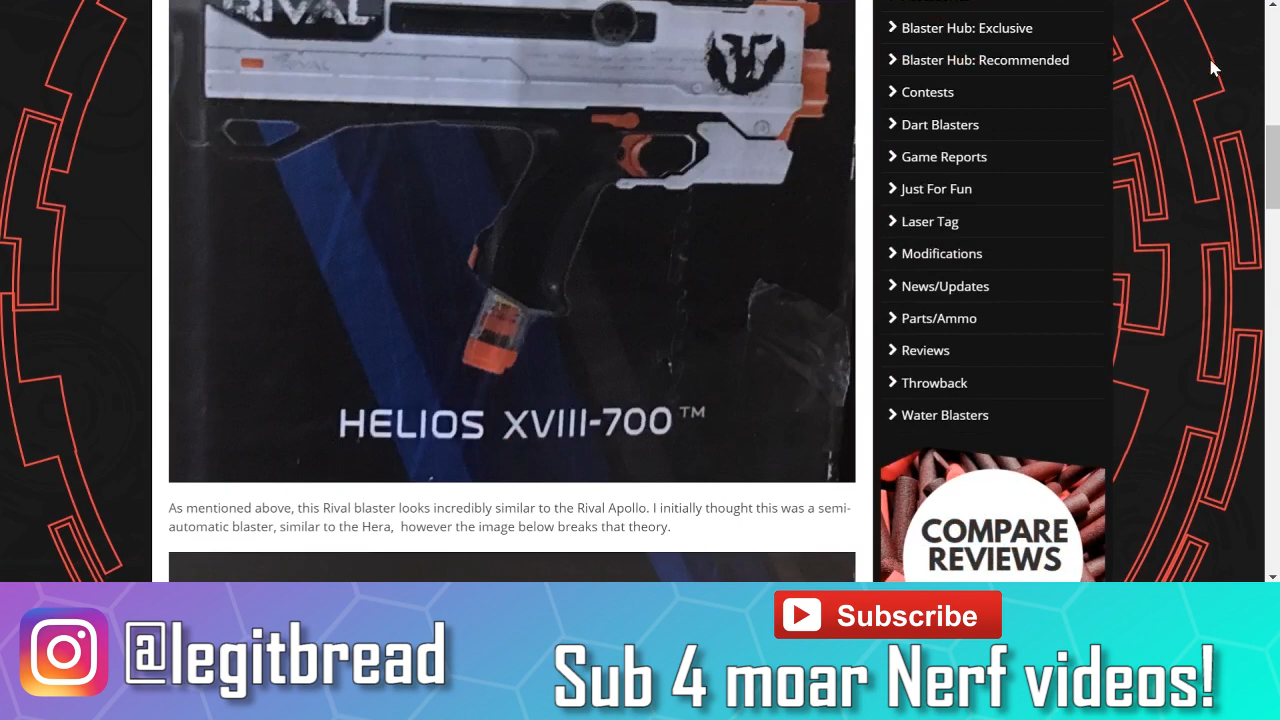 RIVAL
RIVAL
HELIOS XVIII-700™
As mentioned above, this Rival blaster looks incredibly similar to the Rival Apollo. I initially thought this was a semi-
automatic blaster, similar to the Hera, however the image below breaks that theory.
Blaster Hub: Exclusive
Blaster Hub: Recommended
Contests
Dart Blasters
Game Reports
Just For Fun
Laser Tag
Modifications
News/Updates
Parts/Ammo
Reviews
Throwback
Water Blasters
COMPARE
REVIEWS
@legitbread
Subscribe
Sub 4 moar Nerf videos!